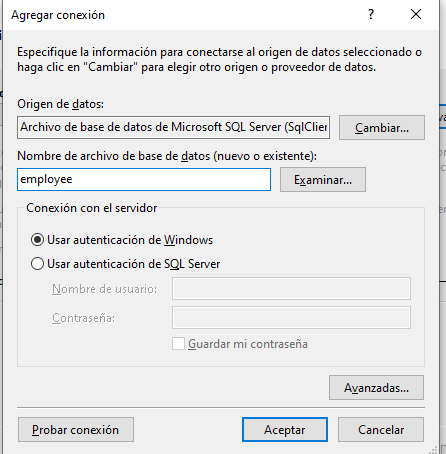 Agregar conexión
Especifique la información para conectarse al origen de datos seleccionado o
haga clic en "Cambiar" para elegir otro origen o proveedor de datos.
Origen de datos:
Archivo de base de datos de Microsoft SQL Server (SqlClien
Cambiar...
Nombre de archivo de base de datos (nuevo o existente):
employee
Examinar...
Conexión con el servidor
Usar autenticación de Windows
Usar autenticación de SQL Server
Nombre de usuario:
Contraseña:
Guardar mi contraseña
Avanzadas...
Probar conexión
Aceptar
Cancelar